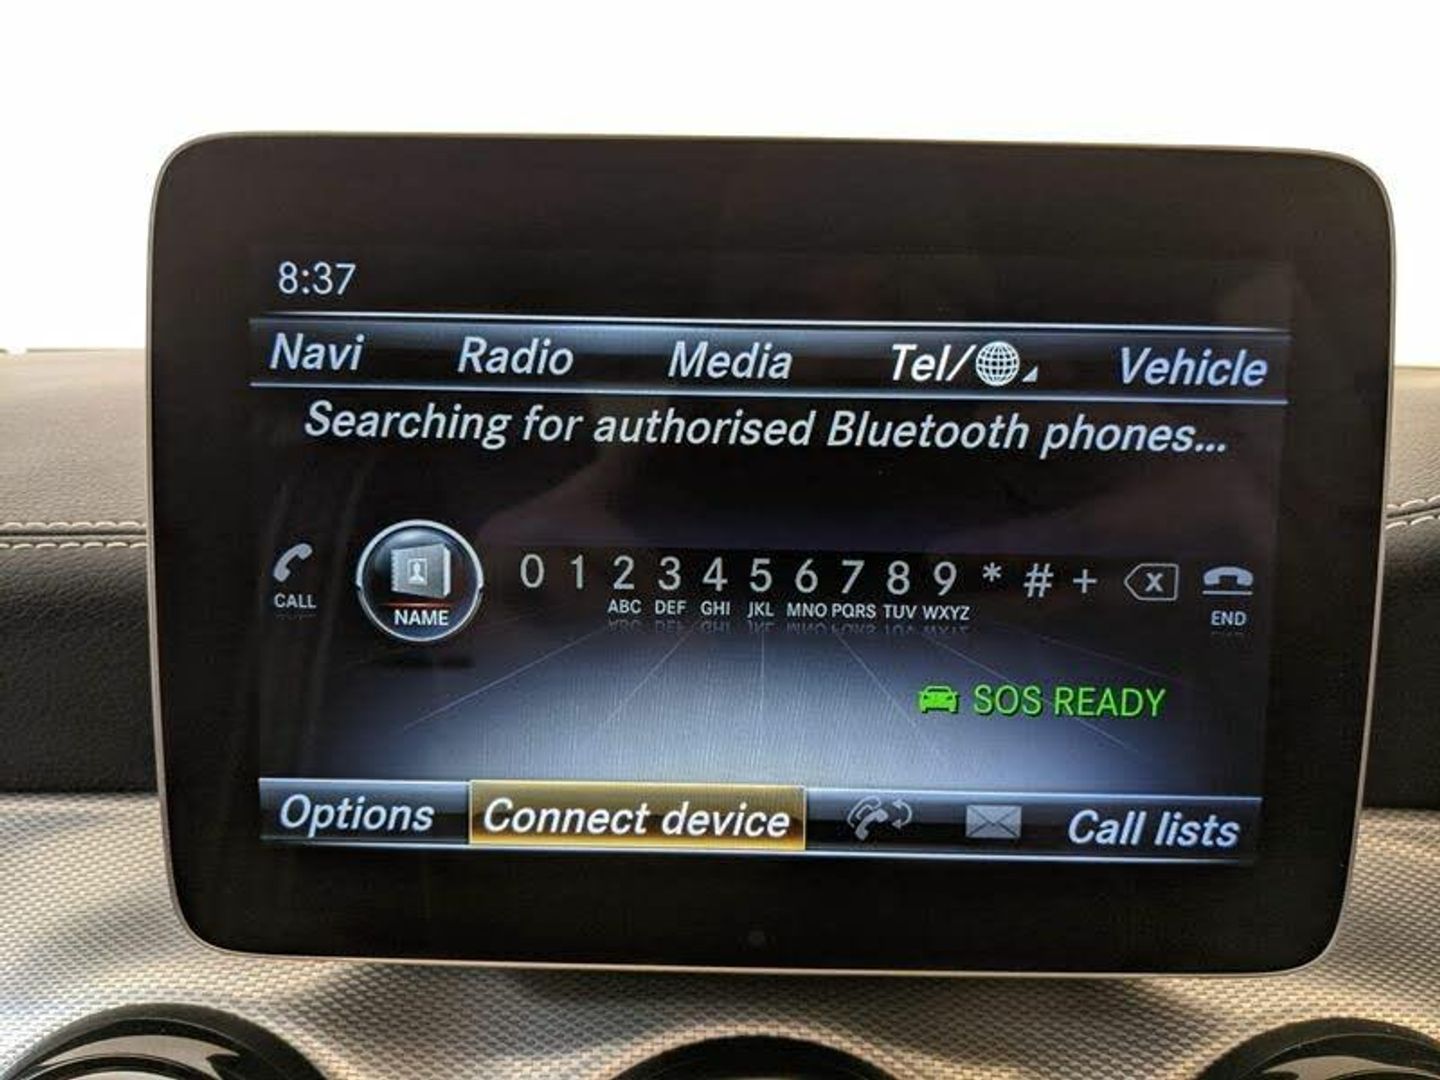 8:37
Navi Radio Media Tel/ Vehicle
Searching for authorised Bluetooth phones...
CALL NAME 0 1 2 3 4 5 6 7 8 9 * # + x END
ABC DEF GHI JKL MNO PQRS TUV WXYZ
SOS READY
Options Connect device Call lists